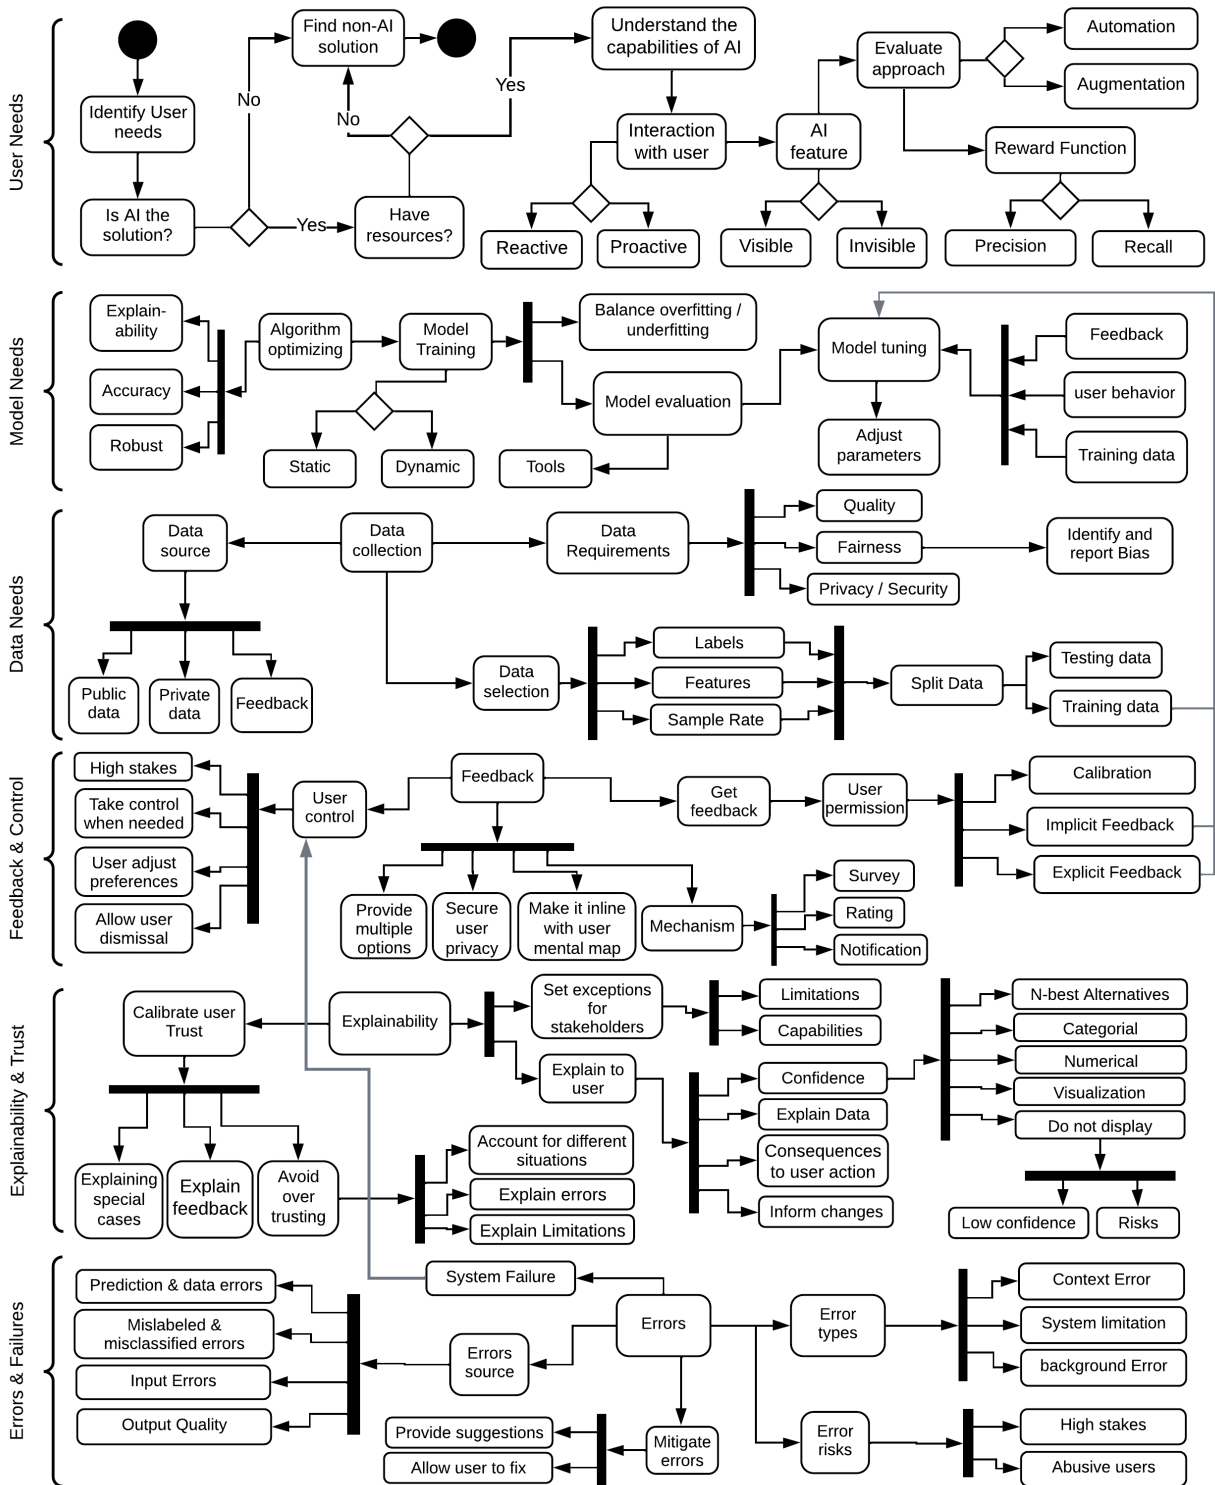 User Needs
Find non-AI
solution
Understand the
capabilities of AI
Evaluate
approach
Automation
Augmentation
Identify User
needs
No
No
Yes
Interaction
with user
AI
feature
Reward Function
Is AI the
solution?
Yes
Have
resources?
Reactive
Proactive
Visible
Invisible
Precision
Recall
Model Needs
Explain-
ability
Accuracy
Robust
Algorithm
optimizing
Model
Training
Static
Dynamic
Balance overfitting /
underfitting
Model evaluation
Tools
Model tuning
Adjust
parameters
Feedback
user behavior
Training data
Data Needs
Data
source
Data
collection
Data
Requirements
Quality
Fairness
Privacy / Security
Identify and
report Bias
Public
data
Private
data
Feedback
Data
selection
Labels
Features
Sample Rate
Split Data
Testing data
Training data
Feedback & Control
High stakes
Take control
when needed
User adjust
preferences
Allow user
dismissal
User
control
Feedback
Get
feedback
User
permission
Calibration
Implicit Feedback
Explicit Feedback
Provide
multiple
options
Secure
user
privacy
Make it inline
with user
mental map
Mechanism
Survey
Rating
Notification
Explainability & Trust
Calibrate user
Trust
Explainability
Set exceptions
for
stakeholders
Limitations
Capabilities
Explain to
user
Confidence
Explain Data
Consequences
to user action
Inform changes
N-best Alternatives
Categorial
Numerical
Visualization
Do not display
Low confidence
Risks
Explaining
special
cases
Explain
feedback
Avoid
over
trusting
Account for different
situations
Explain errors
Explain Limitations
Errors & Failures
Prediction & data errors
Mislabeled &
misclassified errors
Input Errors
Output Quality
System Failure
Errors
source
Errors
Error
types
Context Error
System limitation
background Error
Provide suggestions
Allow user to fix
Mitigate
errors
Error
risks
High stakes
Abusive users